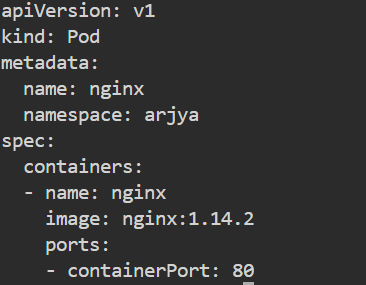 apiVersion: v1
kind: Pod
metadata:
  name: nginx
  namespace: arjya
spec:
  containers:
  - name: nginx
    image: nginx:1.14.2
    ports:
    - containerPort: 80